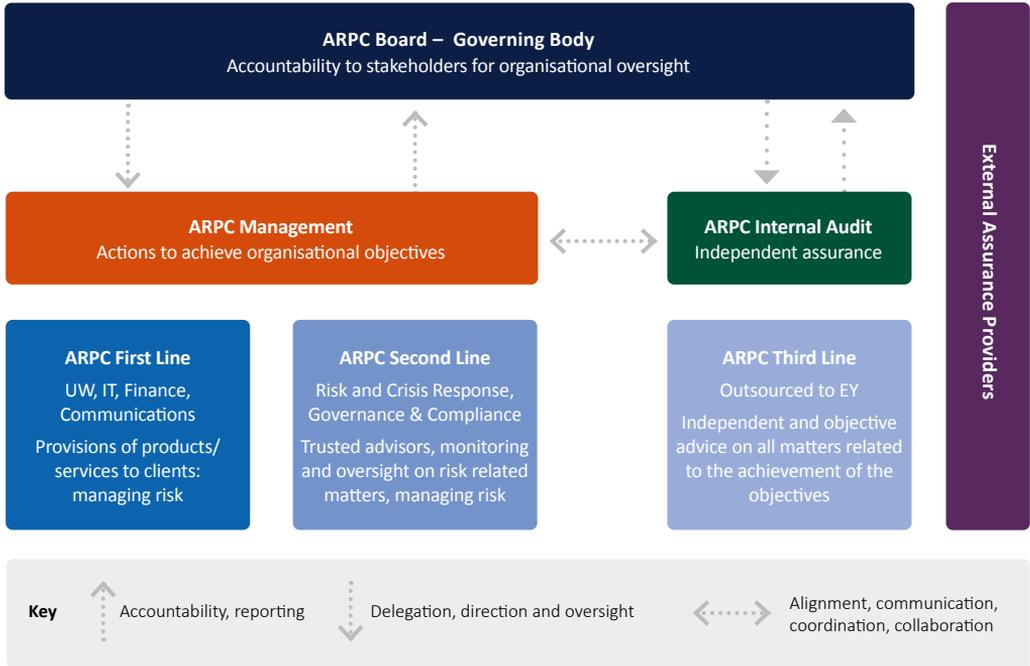 ARPC Board – Governing Body
Accountability to stakeholders for organisational oversight
ARPC Management
Actions to achieve organisational objectives
ARPC Internal Audit
Independent assurance
ARPC First Line
UW, IT, Finance,
Communications
Provisions of products/
services to clients:
managing risk
ARPC Second Line
Risk and Crisis Response,
Governance & Compliance
Trusted advisors, monitoring
and oversight on risk related
matters, managing risk
ARPC Third Line
Outsourced to EY
Independent and objective
advice on all matters related
to the achievement of the
objectives
External Assurance Providers
Key
Accountability, reporting
Delegation, direction and oversight
Alignment, communication,
coordination, collaboration